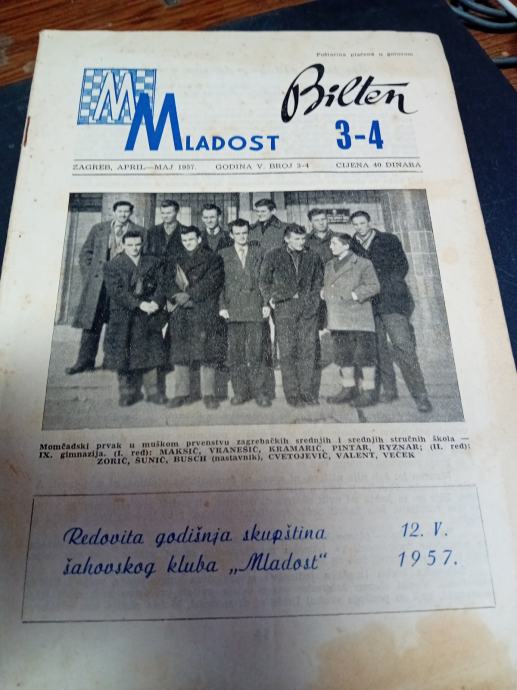 Poštarina plaćena u gotovom
M
Bilten
MLADOST 3-4
ZAGREB, APRIL—MAJ 1957. GODINA V. BROJ 3-4 CIJENA 40 DINARA
Momčadski prvak u muškom prvenstvu zagrebačkih srednjih i srednjih stručnih škola —
IX. gimnazija. (I. red): MAKSIĆ, VRANEŠIĆ, KRAMARIĆ, PINTAR, RYZNAR; (II. red):
ZORIĆ, ŠUNIĆ, BUSCH (nastavnik), CVETOJEVIĆ, VALENT, VEČEK
Redovita godišnja skupština 12. V.
šahovskog kluba „Mladost" 1957.